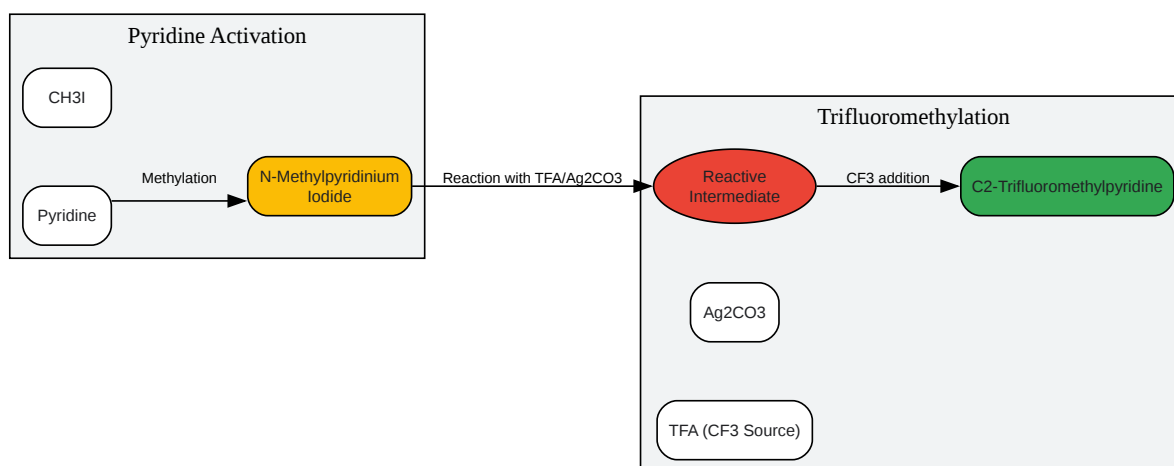 Pyridine Activation
CH3I
Pyridine
Methylation
N-Methylpyridinium
Iodide
Reaction with TFA/Ag2CO3
Trifluoromethylation
Reactive
Intermediate
CF3 addition
C2-Trifluoromethylpyridine
Ag2CO3
TFA (CF3 Source)